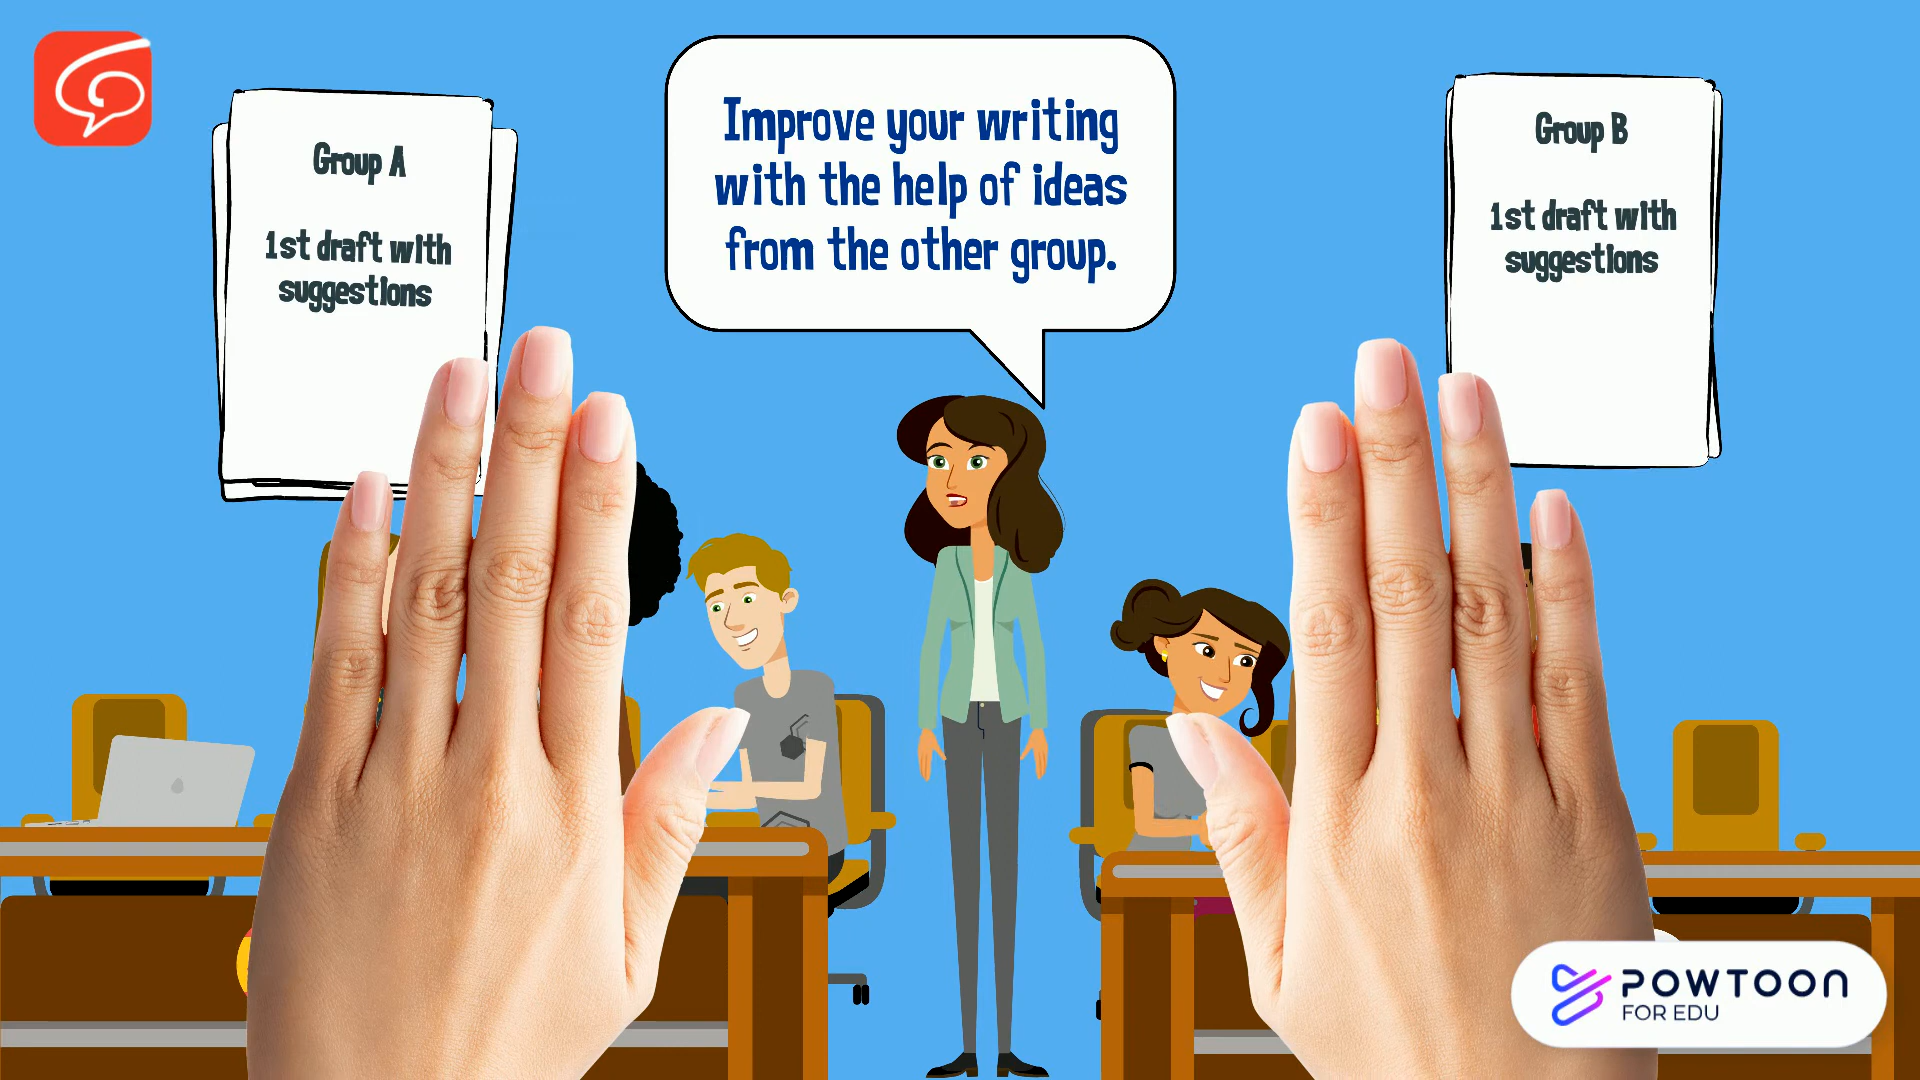 Group A
1st draft with
suggestions
Improve your writing
with the help of ideas
from the other group.
Group B
1st draft with
suggestions
POWTOON
FOR EDU